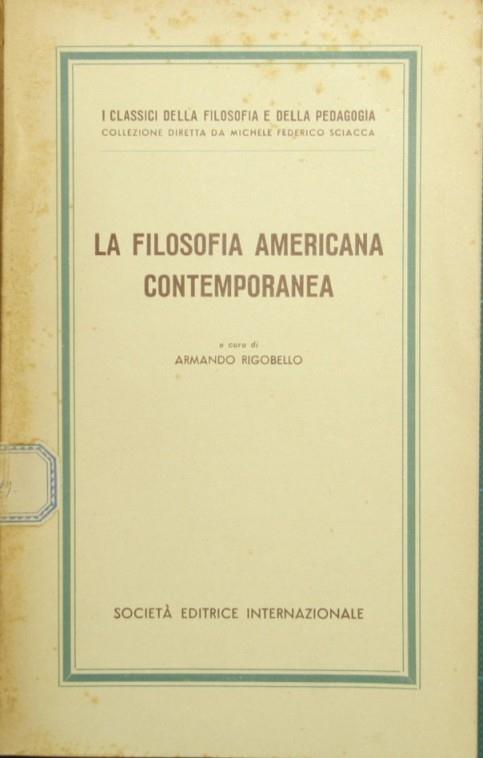 I CLASSICI DELLA FILOSOFIA E DELLA PEDAGOGIA
COLLEZIONE DIRETTA DA MICHELE FEDERICO SCIACCA
LA FILOSOFIA AMERICANA
CONTEMPORANEA
a cura di
ARMANDO RIGOBELLO
SOCIETÀ EDITRICE INTERNAZIONALE